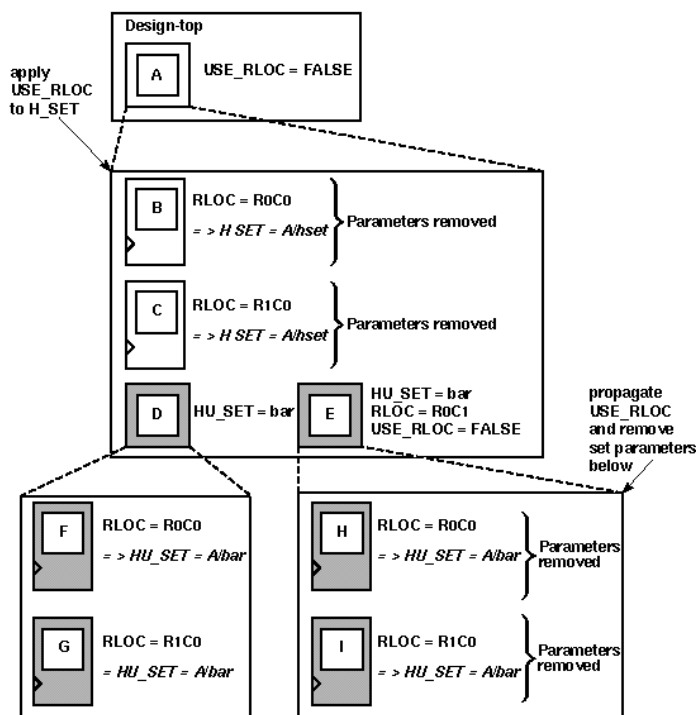 Design-top
A
USE_RLOC = FALSE
apply
USE_RLOC
to H_SET
B
RLOC = R0C0
= > H SET = A/hset
Parameters removed
C
RLOC = R1C0
= > H SET = A/hset
Parameters removed
D
HU_SET = bar
E
HU_SET = bar
RLOC = R0C1
USE_RLOC = FALSE
propagate
USE_RLOC
and remove
set parameters
below
F
RLOC = R0C0
= > HU_SET = A/bar
G
RLOC = R1C0
= HU_SET = A/bar
H
RLOC = R0C0
= > HU_SET = A/bar
Parameters
removed
I
RLOC = R1C0
= > HU_SET = A/bar
Parameters
removed